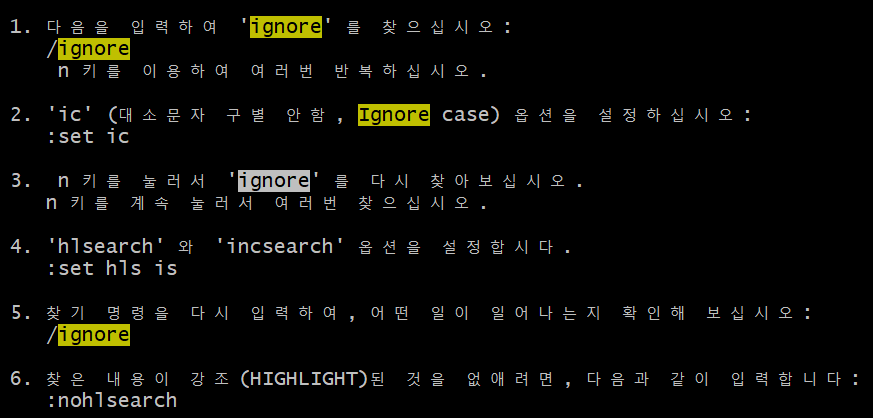 1. 다음을 입력하여 'ignore' 를 찾으십시오:
/ignore
n 키를 이용하여 여러번 반복하십시오.
2. 'ic' (대소문자 구별 안함, Ignore case) 옵션을 설정하십시오:
:set ic
3. n 키를 눌러서 'ignore' 를 다시 찾아보십시오.
n 키를 계속 눌러서 여러번 찾으십시오.
4. 'hlsearch' 와 'incsearch' 옵션을 설정합시다.
:set hls is
5. 찾기 명령을 다시 입력하여, 어떤 일이 일어나는지 확인해 보십시오:
/ignore
6. 찾은 내용이 강조(HIGHLIGHT)된 것을 없애려면, 다음과 같이 입력합니다:
:nohlsearch